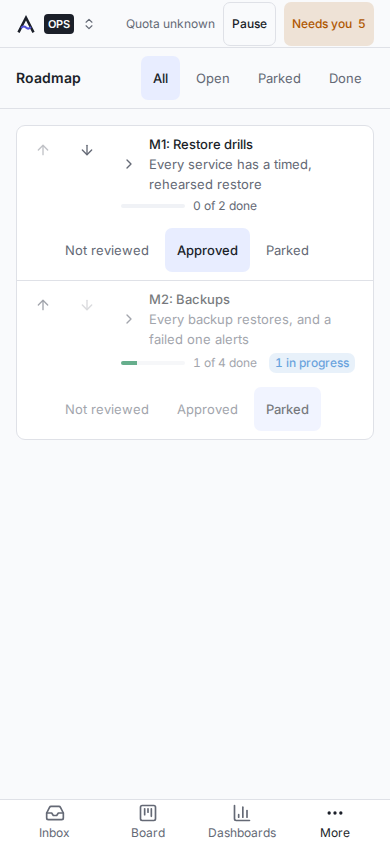 OPS Quota unknown Pause Needs you 5
Roadmap All Open Parked Done
M1: Restore drills
Every service has a timed,
rehearsed restore
0 of 2 done
Not reviewed Approved Parked
M2: Backups
Every backup restores, and a
failed one alerts
1 of 4 done 1 in progress
Not reviewed Approved Parked
Inbox Board Dashboards More